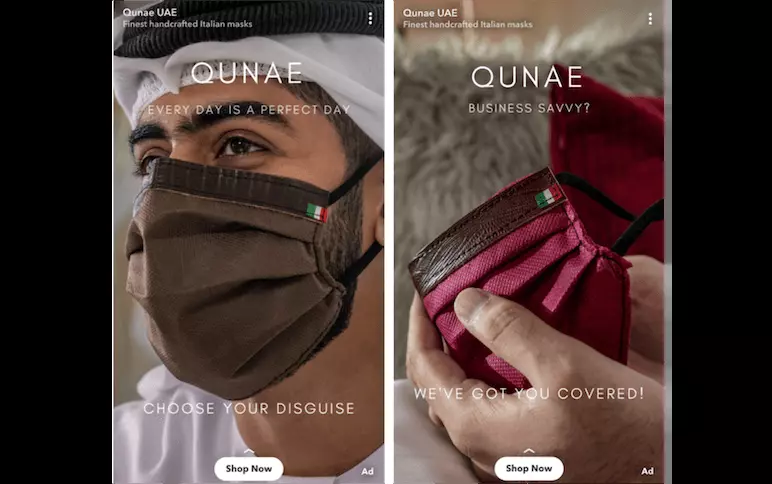 Qunae UAE
Finest handcrafted Italian masks
QUNAE
EVERY DAY IS A PERFECT DAY
CHOOSE YOUR DISGUISE
Shop Now
Ad
Qunae UAE
Finest handcrafted Italian masks
QUNAE
BUSINESS SAVVY?
WE'VE GOT YOU COVERED!
Shop Now
Ad